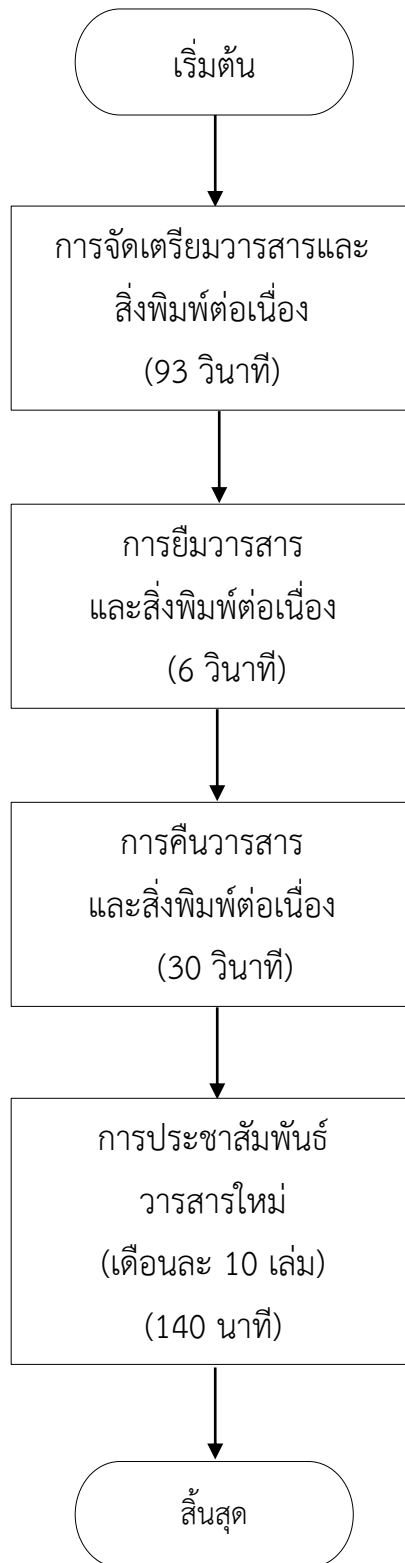 เริ่มต้น
การจัดเตรียมวารสารและ
สิ่งพิมพ์ต่อเนื่อง
(93 วินาที)
การยืมวารสาร
และสิ่งพิมพ์ต่อเนื่อง
(6 วินาที)
การคืนวารสาร
และสิ่งพิมพ์ต่อเนื่อง
(30 วินาที)
การประชาสัมพันธ์
วารสารใหม่
(เดือนละ 10 เล่ม)
(140 นาที)
สิ้นสุด